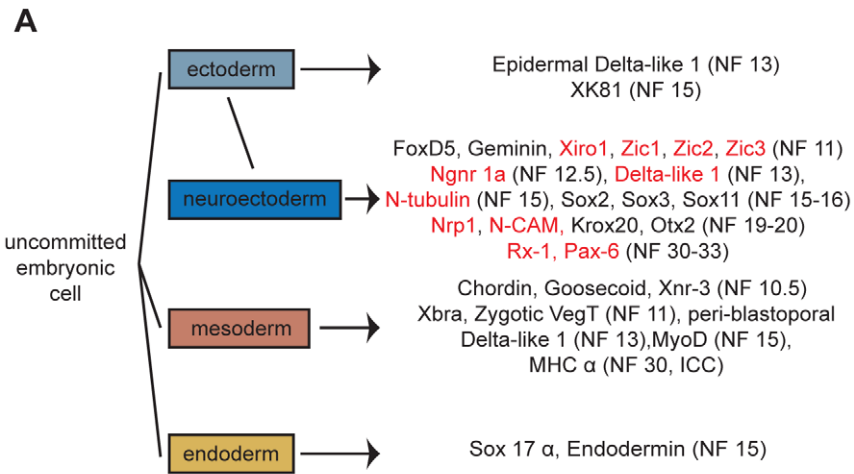 A
ectoderm
Epidermal Delta-like 1 (NF 13)
XK81 (NF 15)
FoxD5, Geminin, Xiro1, Zic1, Zic2, Zic3 (NF 11)
Ngnr 1a (NF 12.5), Delta-like 1 (NF 13),
neuroectoderm
N-tubulin (NF 15), Sox2, Sox3, Sox11 (NF 15-16)
Nrp1, N-CAM, Krox20, Otx2 (NF 19-20)
Rx-1, Pax-6 (NF 30-33)
uncommitted
embryonic
cell
Chordin, Goosecoid, Xnr-3 (NF 10.5)
mesoderm
Xbra, Zygotic VegT (NF 11), peri-blastoporal
Delta-like 1 (NF 13),MyoD (NF 15),
MHC α (NF 30, ICC)
endoderm
Sox 17 α, Endodermin (NF 15)